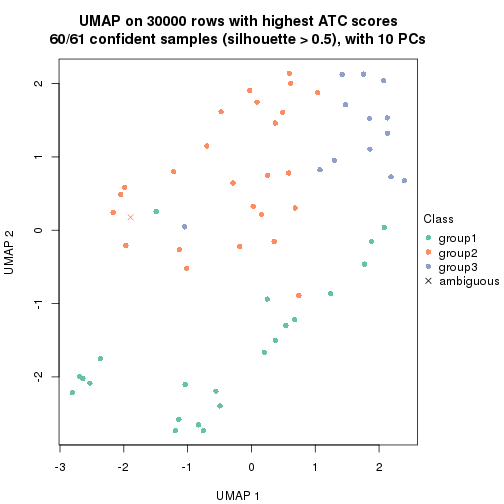 UMAP on 30000 rows with highest ATC scores
60/61 confident samples (silhouette > 0.5), with 10 PCs
2
1
0
-1
-2
UMAP 2
-3 -2 -1 0 1 2
UMAP 1
Class
group1
group2
group3
ambiguous